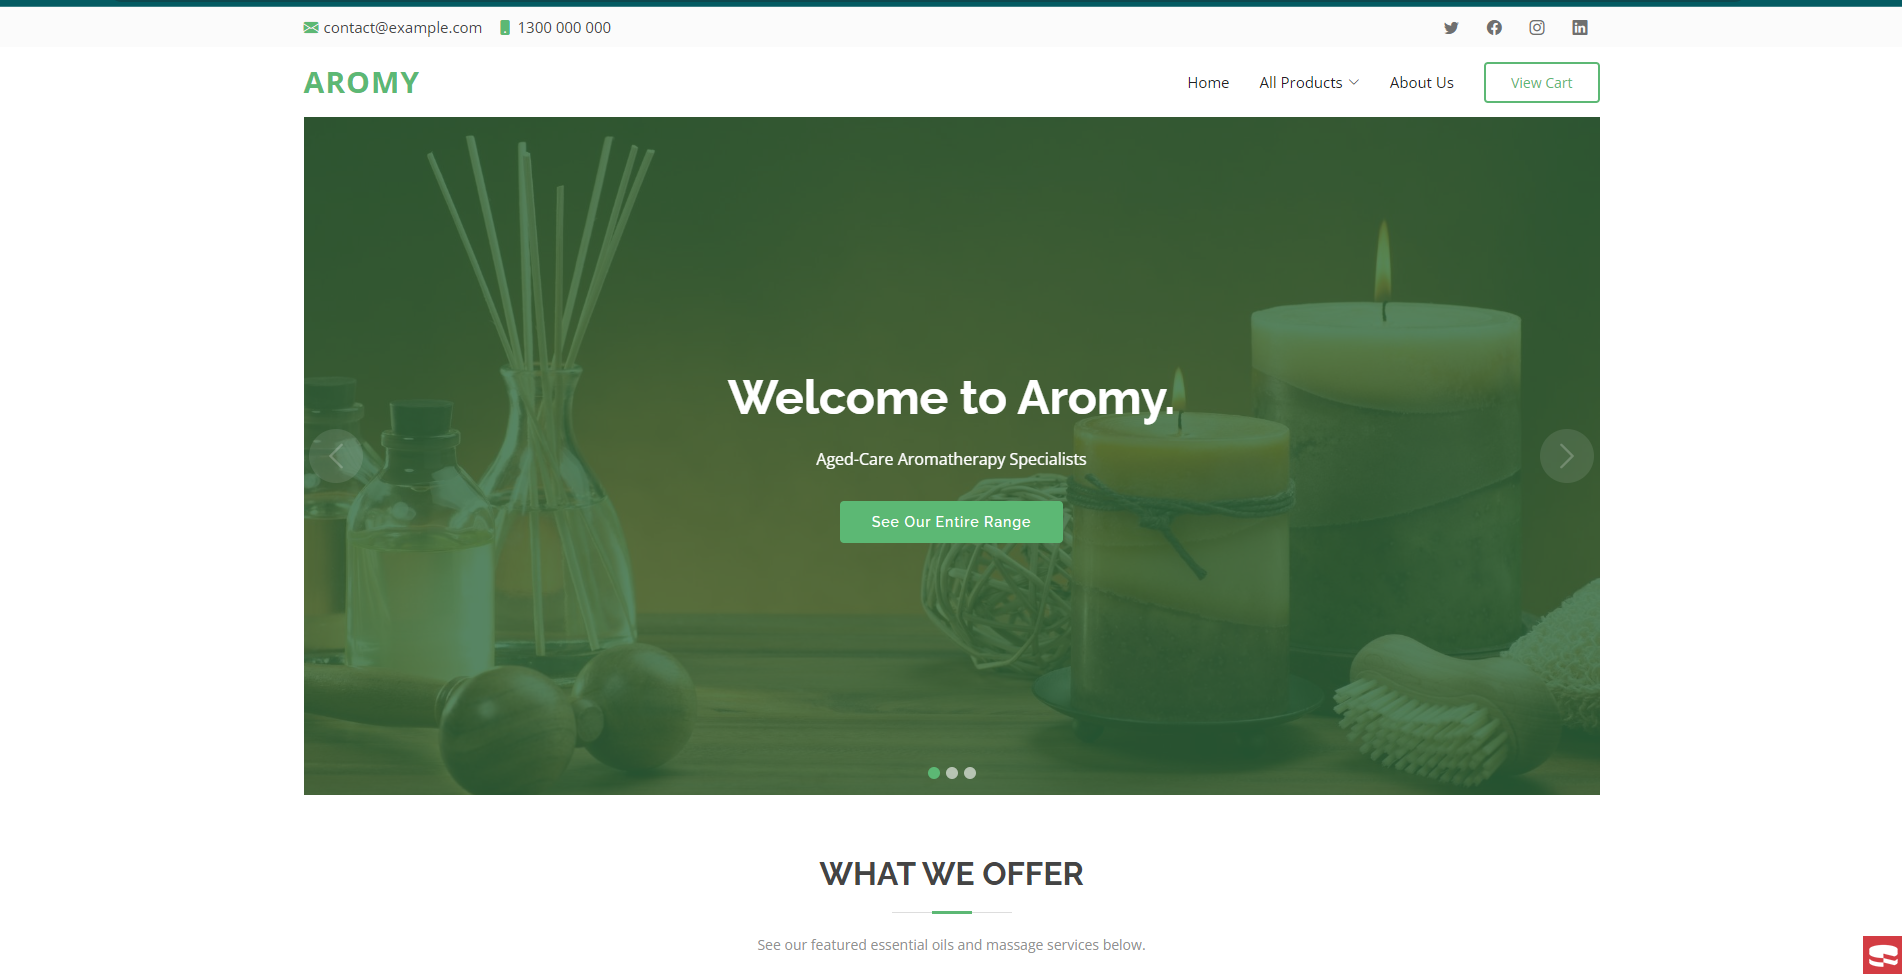 contact@example.com 1300 000 000
AROMY
Home All Products About Us View Cart
Welcome to Aromy.
Aged-Care Aromatherapy Specialists
See Our Entire Range
WHAT WE OFFER
See our featured essential oils and massage services below.